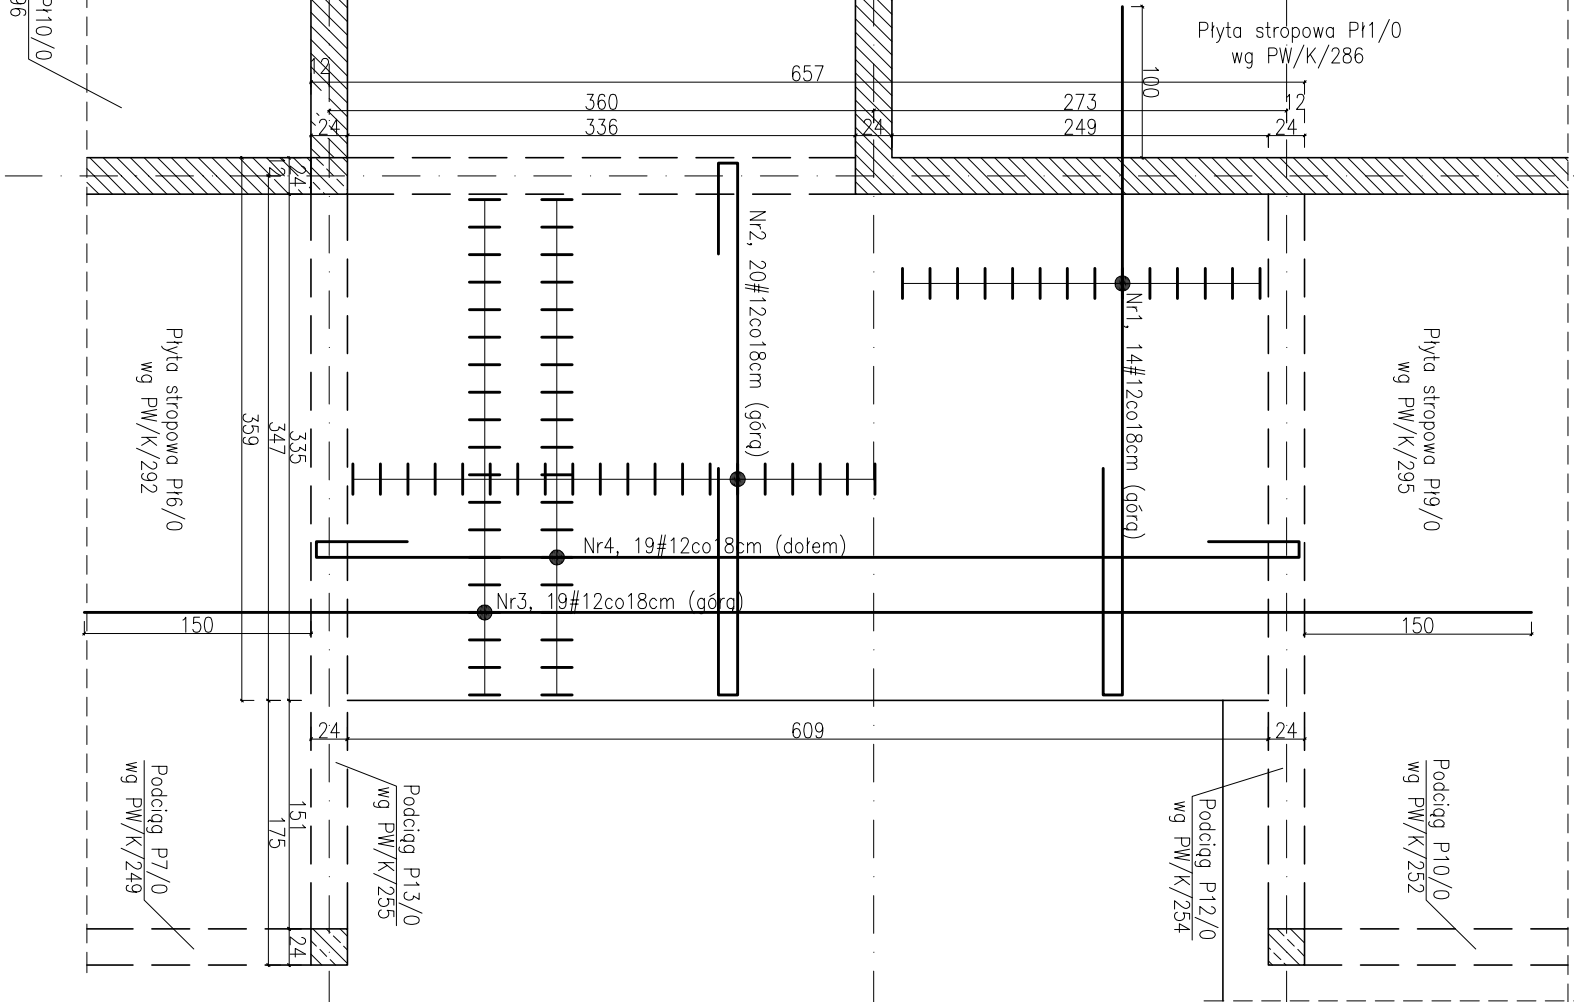 Pł10/0
96
Płyta stropowa Pł1/0
wg PW/K/286
12
657
100
360
273
12
24
336
24
249
24
24
12
Nr2, 20#12co18cm (górą)
Nr1, 14#12co18cm (górą)
Płyta stropowa Pł6/0
wg PW/K/292
359
347
335
Płyta stropowa Pł9/0
wg PW/K/295
Nr4, 19#12co18cm (dołem)
Nr3, 19#12co18cm (górą)
150
150
24
609
24
Podciąg P7/0
wg PW/K/249
151
175
24
Podciąg P13/0
wg PW/K/255
Podciąg P12/0
wg PW/K/254
Podciąg P10/0
wg PW/K/252